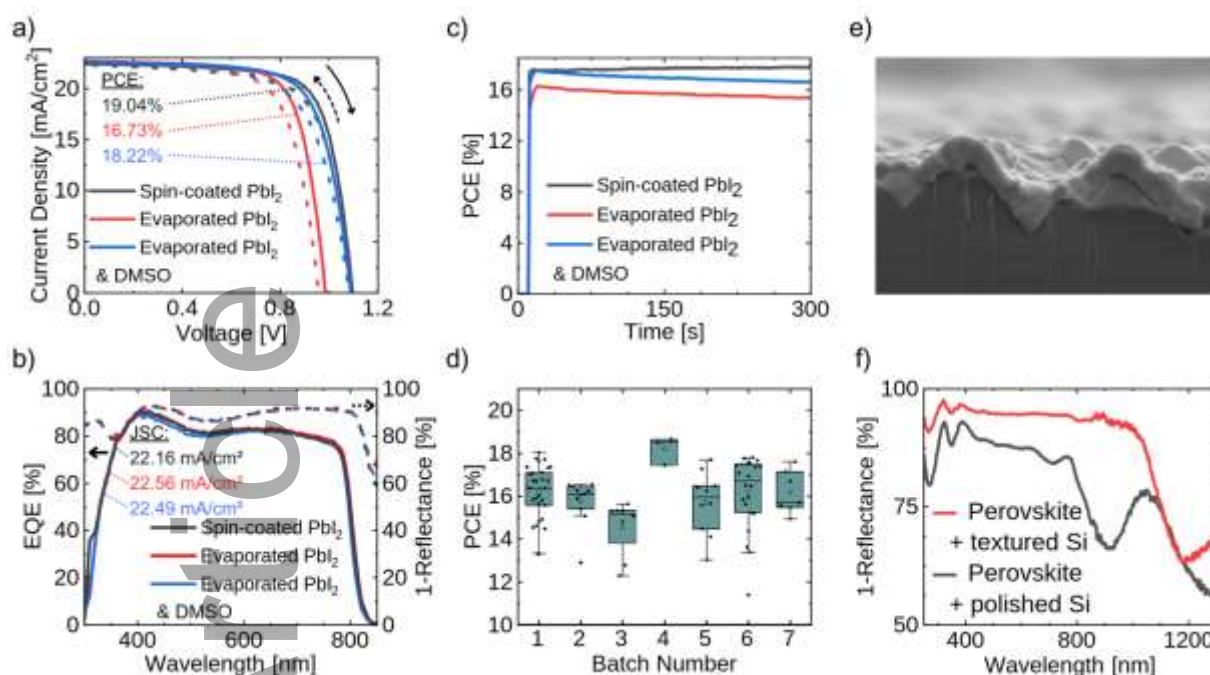 a)
Current Density [mA/cm²]
20
15
10
5
0
PCE:
19.04%
16.73%
18.22%
Spin-coated PbI₂
Evaporated PbI₂
Evaporated PbI₂
& DMSO
0.0 0.4 0.8 1.2
Voltage [V]
c)
PCE [%]
16
12
8
4
0
Spin-coated PbI₂
Evaporated PbI₂
Evaporated PbI₂
& DMSO
150 300
Time [s]
e)
b)
EQE [%]
100
80
60
40
20
0
JSC:
22.16 mA/cm²
22.56 mA/cm²
22.49 mA/cm²
Spin-coated PbI₂
Evaporated PbI₂
Evaporated PbI₂
& DMSO
100
80
60
40
20
0
1-Reflectance [%]
400 600 800
Wavelength [nm]
d)
PCE [%]
22
20
18
16
14
12
10
1 2 3 4 5 6 7
Batch Number
f)
1-Reflectance [%]
100
75
50
Perovskite
+ textured Si
Perovskite
+ polished Si
400 800 1200
Wavelength [nm]